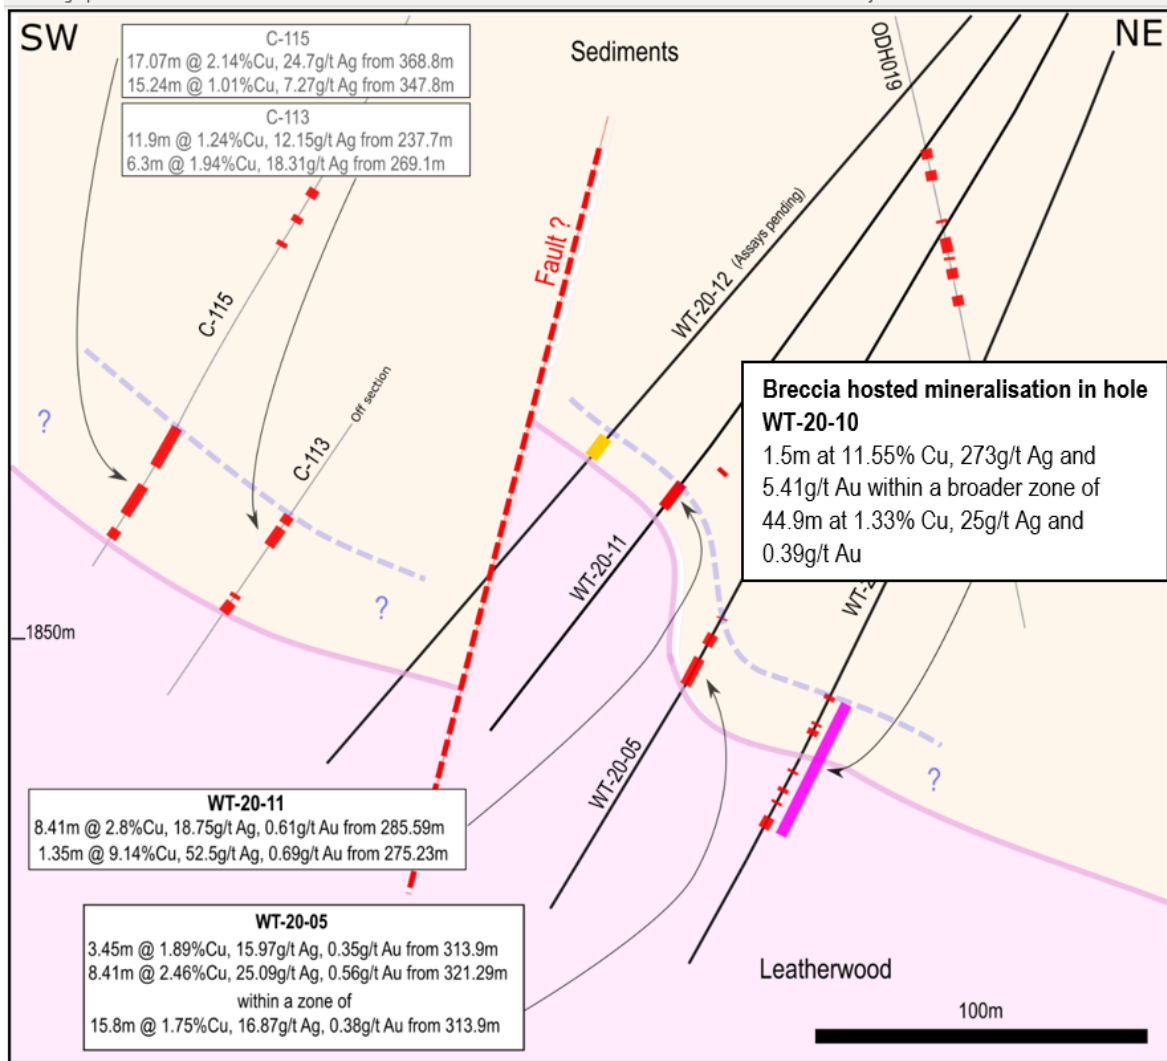 SW
NE
C-115
17.07m @ 2.14%Cu, 24.7g/t Ag from 368.8m
15.24m @ 1.01%Cu, 7.27g/t Ag from 347.8m
C-113
11.9m @ 1.24%Cu, 12.15g/t Ag from 237.7m
6.3m @ 1.94%Cu, 18.31g/t Ag from 269.1m
Sediments
ODH019
Fault ?
WT-20-12 (Assays pending)
C-115
C-113
Off section
?
?
Breccia hosted mineralisation in hole
WT-20-10
1.5m at 11.55% Cu, 273g/t Ag and
5.41g/t Au within a broader zone of
44.9m at 1.33% Cu, 25g/t Ag and
0.39g/t Au
WT-20-11
1850m
WT-20-05
?
WT-20-11
8.41m @ 2.8%Cu, 18.75g/t Ag, 0.61g/t Au from 285.59m
1.35m @ 9.14%Cu, 52.5g/t Ag, 0.69g/t Au from 275.23m
WT-20-05
3.45m @ 1.89%Cu, 15.97g/t Ag, 0.35g/t Au from 313.9m
8.41m @ 2.46%Cu, 25.09g/t Ag, 0.56g/t Au from 321.29m
within a zone of
15.8m @ 1.75%Cu, 16.87g/t Ag, 0.38g/t Au from 313.9m
Leatherwood
100m